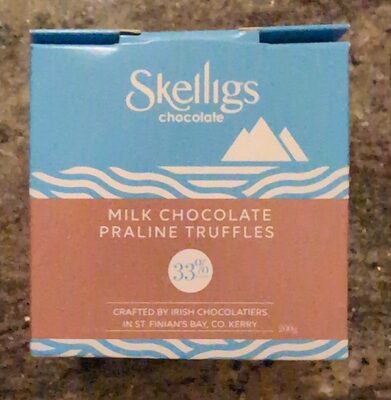 Skelligs
chocolate
MILK CHOCOLATE
PRALINE TRUFFLES
33%
CRAFTED BY IRISH CHOCOLATIERS
IN ST. FINIAN'S BAY, CO. KERRY
200g